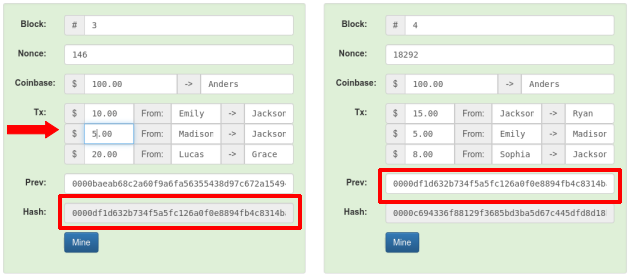 Block: # 3
Nonce: 146
Coinbase: $ 100.00 -> Anders
Tx: $ 10.00 From: Emily -> Jackson
$ 5.00 From: Madison -> Jackson
$ 20.00 From: Lucas -> Grace
Prev: 0000baeab68c2a60f9a6fa56355438d97c672a1549
Hash: 0000df1d632b734f5a5fc126a0f0e8894fb4c8314b
Mine
Block: # 4
Nonce: 18292
Coinbase: $ 100.00 -> Anders
Tx: $ 15.00 From: Jackson -> Ryan
$ 5.00 From: Emily -> Madison
$ 8.00 From: Sophia -> Jackson
Prev: 0000df1d632b734f5a5fc126a0f0e8894fb4c8314b
Hash: 0000c694336f88129f3685bd3ba5d67c445dfd8d18
Mine